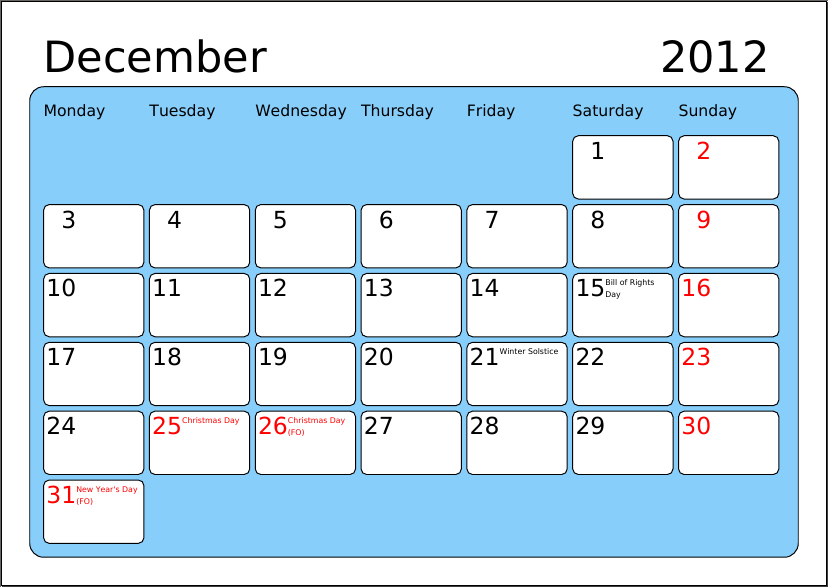 December 2012
Monday Tuesday Wednesday Thursday Friday Saturday Sunday
1 2
3 4 5 6 7 8 9
10 11 12 13 14 15 Bill of Rights 16
Day
17 18 19 20 21 Winter Solstice 22 23
24 25 Christmas Day 26 Christmas Day 27 28 29 30
(FO)
31 New Year's Day
(FO)